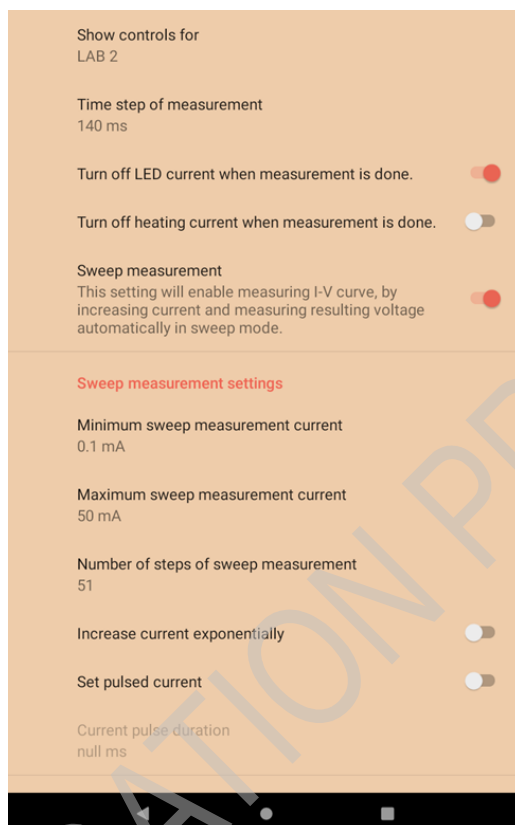 Show controls for
LAB 2
Time step of measurement
140 ms
Turn off LED current when measurement is done.
Turn off heating current when measurement is done.
Sweep measurement
This setting will enable measuring I-V curve, by
increasing current and measuring resulting voltage
automatically in sweep mode.
Sweep measurement settings
Minimum sweep measurement current
0.1 mA
Maximum sweep measurement current
50 mA
Number of steps of sweep measurement
51
Increase current exponentially
Set pulsed current
Current pulse duration
null ms